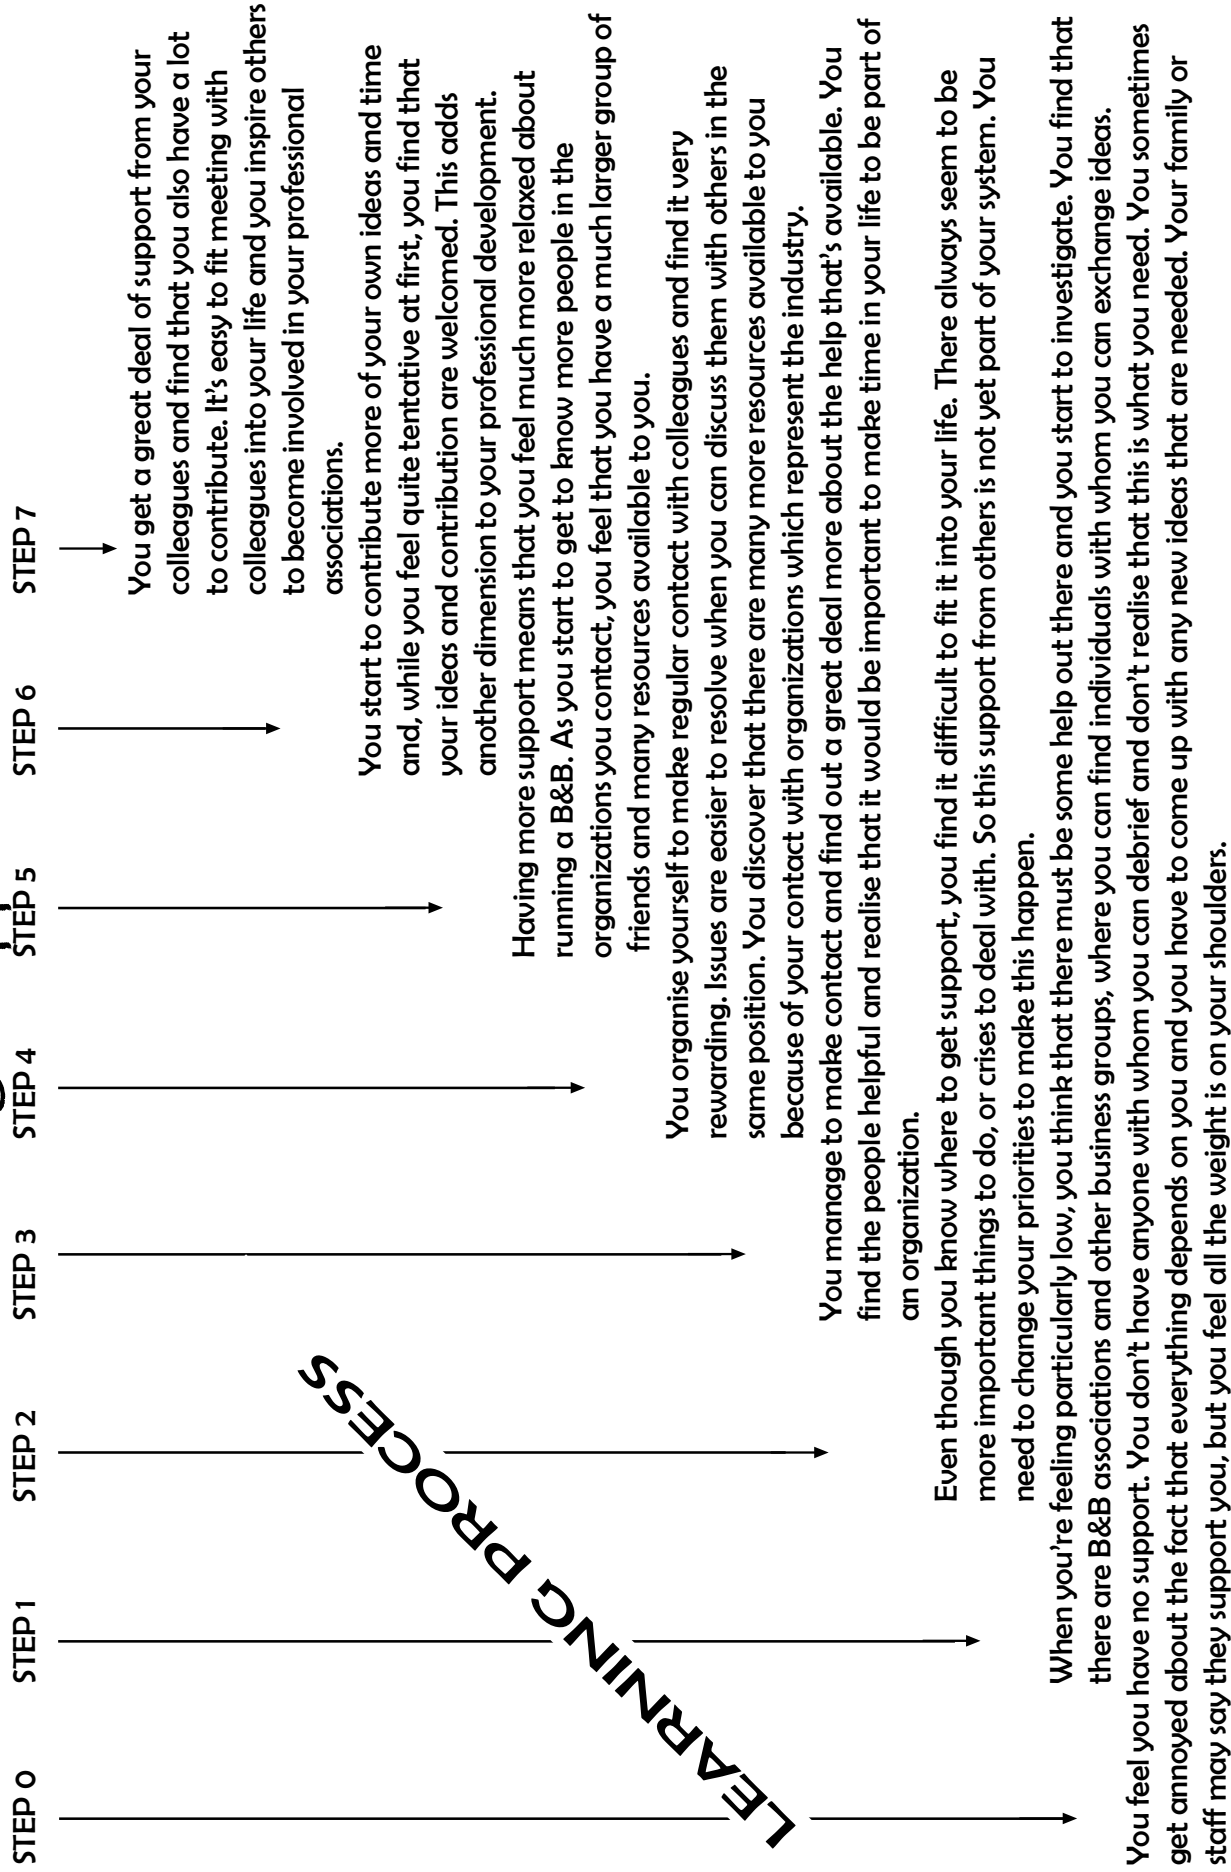 STEP 0
STEP 1
STEP 2
STEP 3
STEP 4
STEP 5
STEP 6
STEP 7
LEARNING PROCESS
You get a great deal of support from your
colleagues and find that you also have a lot
to contribute. It's easy to fit meeting with
colleagues into your life and you inspire others
to become involved in your professional
associations.
You start to contribute more of your own ideas and time
and, while you feel quite tentative at first, you find that
your ideas and contribution are welcomed. This adds
another dimension to your professional development.
Having more support means that you feel much more relaxed about
running a B&B. As you start to get to know more people in the
organizations you contact, you feel that you have a much larger group of
friends and many resources available to you.
You organise yourself to make regular contact with colleagues and find it very
rewarding. Issues are easier to resolve when you can discuss them with others in the
same position. You discover that there are many more resources available to you
because of your contact with organizations which represent the industry.
You manage to make contact and find out a great deal more about the help that's available. You
find the people helpful and realise that it would be important to make time in your life to be part of
an organization.
Even though you know where to get support, you find it difficult to fit it into your life. There always seem to be
more important things to do, or crises to deal with. So this support from others is not yet part of your system. You
need to change your priorities to make this happen.
When you're feeling particularly low, you think that there must be some help out there and you start to investigate. You find that
there are B&B associations and other business groups, where you can find individuals with whom you can exchange ideas.
You feel you have no support. You don't have anyone with whom you can debrief and don't realise that this is what you need. You sometimes
get annoyed about the fact that everything depends on you and you have to come up with any new ideas that are needed. Your family or
staff may say they support you, but you feel all the weight is on your shoulders.